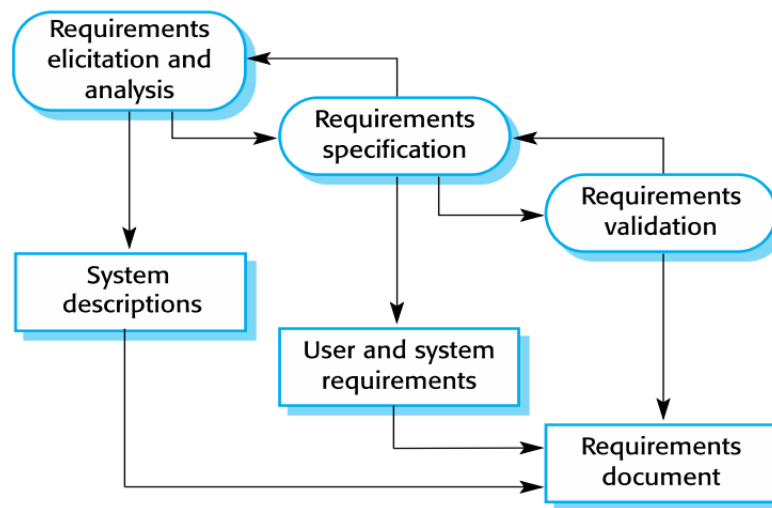 Requirements
elicitation and
analysis
Requirements
specification
Requirements
validation
System
descriptions
User and system
requirements
Requirements
document